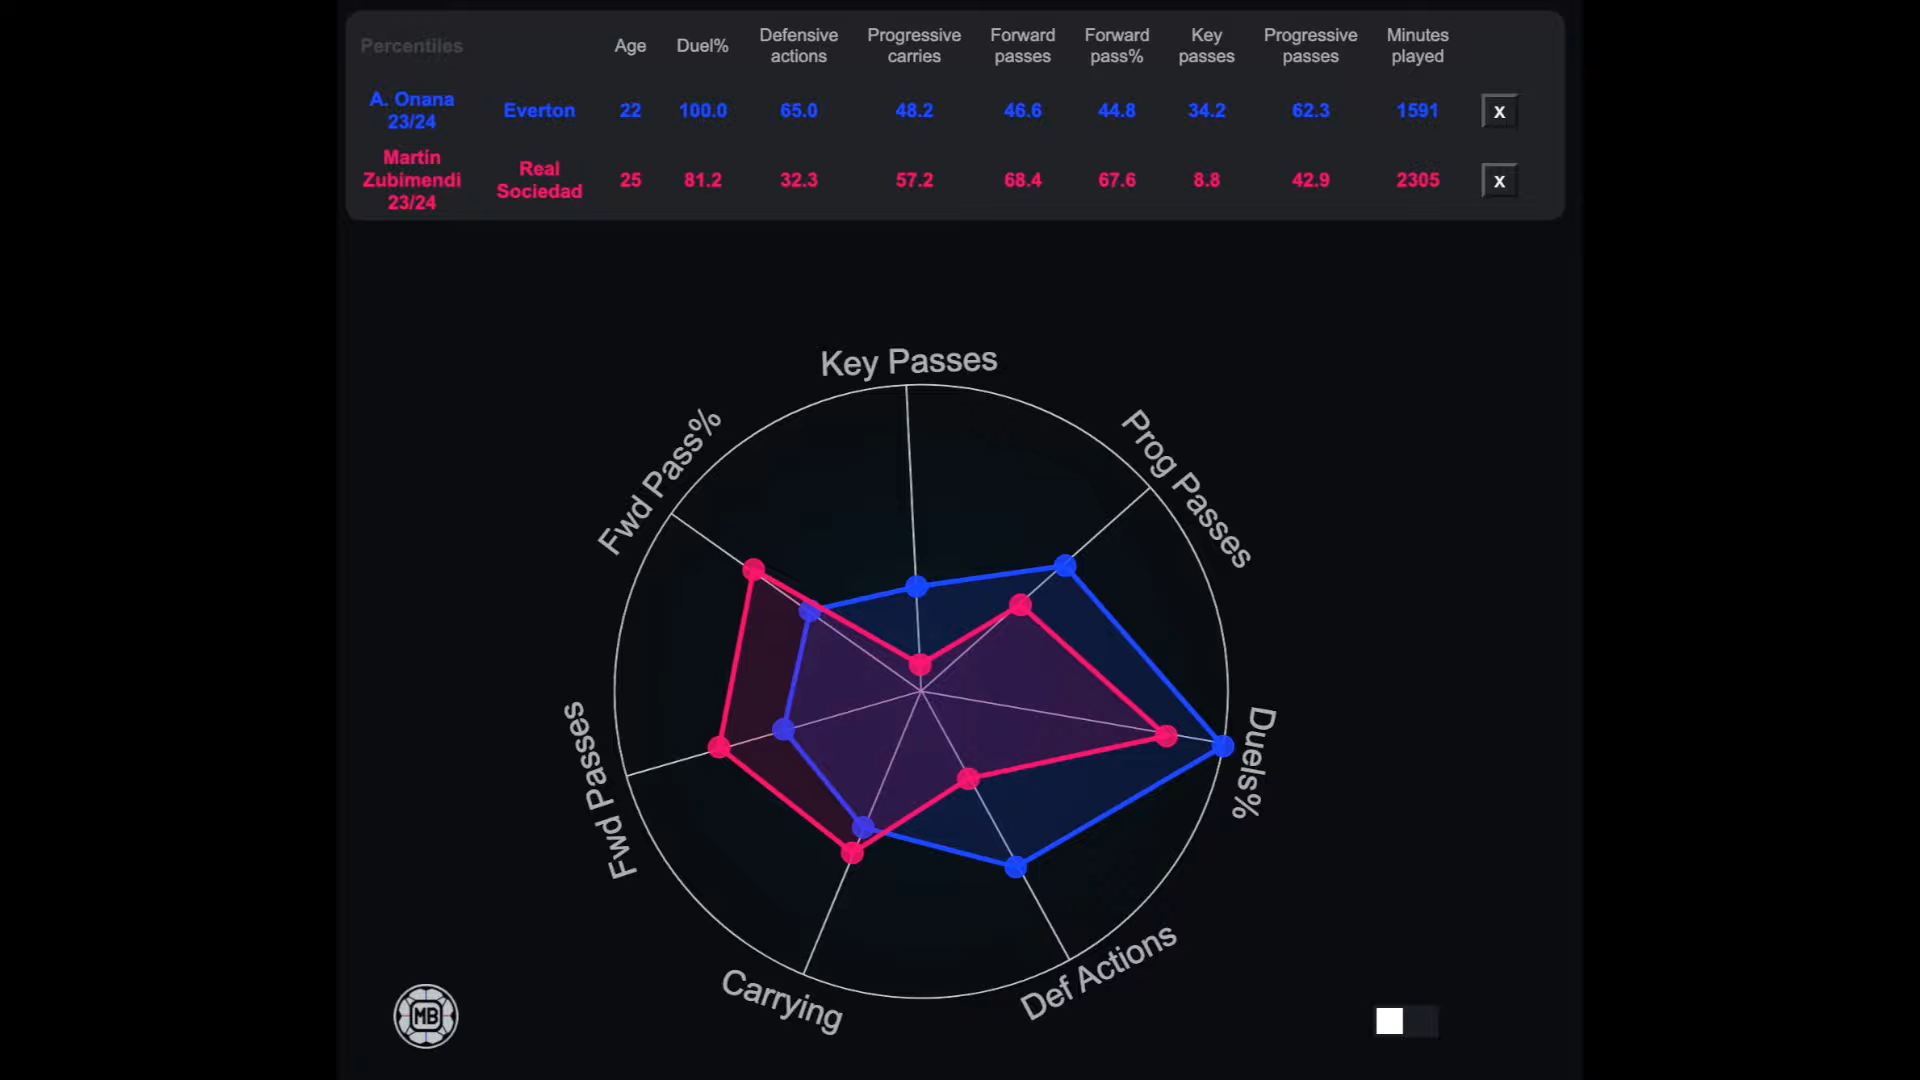 Percentiles
Age
Duel%
Defensive
actions
Progressive
carries
Forward
passes
Forward
pass%
Key
passes
Progressive
passes
Minutes
played
A. Onana
23/24
Everton
22
100.0
65.0
48.2
46.6
44.8
34.2
62.3
1591
x
Martín
Zubimendi
23/24
Real
Sociedad
25
81.2
32.3
57.2
68.4
67.6
8.8
42.9
2305
x
Key Passes
Prog Passes
Fwd Pass%
Duels%
Fwd Passes
Def Actions
Carrying
MB